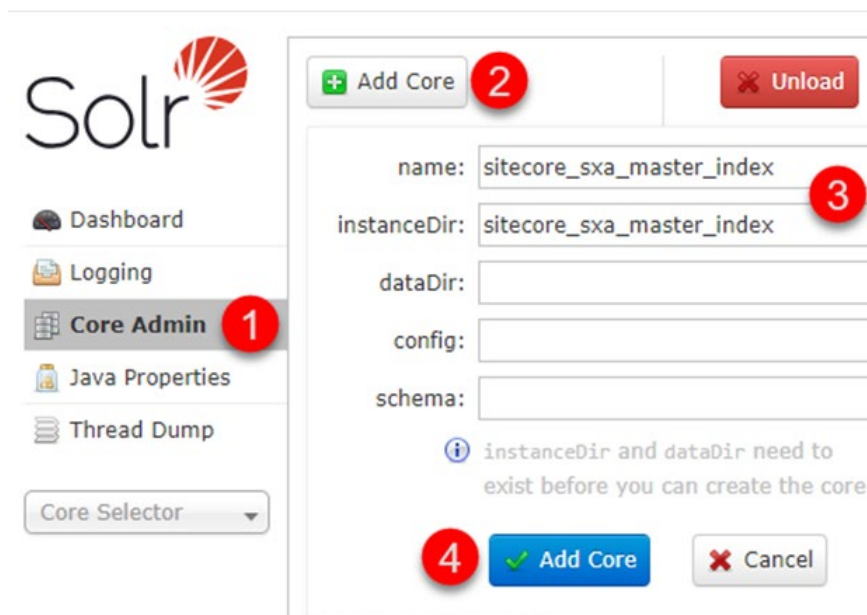 Solr
Dashboard
Logging
Core Admin 1
Java Properties
Thread Dump
Core Selector
Add Core 2 Unload
name: sitecore_sxa_master_index
3
instanceDir: sitecore_sxa_master_index
dataDir:
config:
schema:
instanceDir and dataDir need to
exist before you can create the core
4 Add Core Cancel